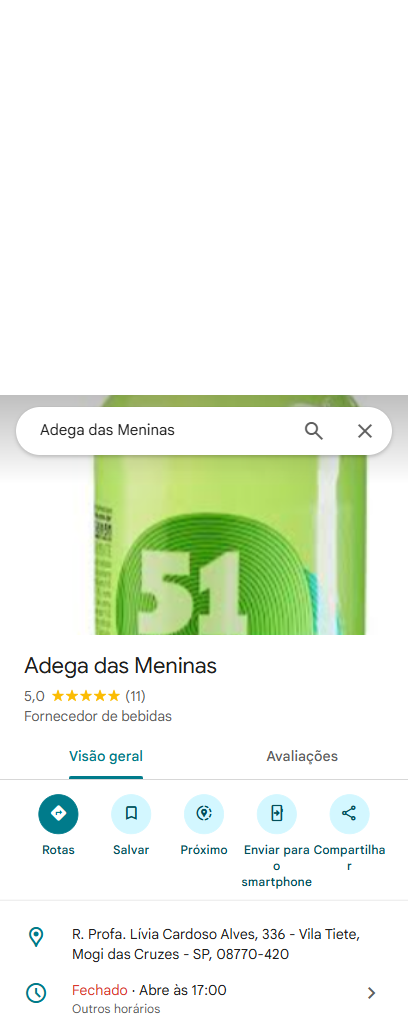 Adega das Meninas
51
Adega das Meninas
5,0 (11)
Fornecedor de bebidas
Visão geral
Avaliações
Rotas
Salvar
Próximo
Enviar para
o
smartphone
Compartilha
r
R. Profa. Lívia Cardoso Alves, 336 - Vila Tiete,
Mogi das Cruzes - SP, 08770-420
Fechado · Abre às 17:00
Outros horários